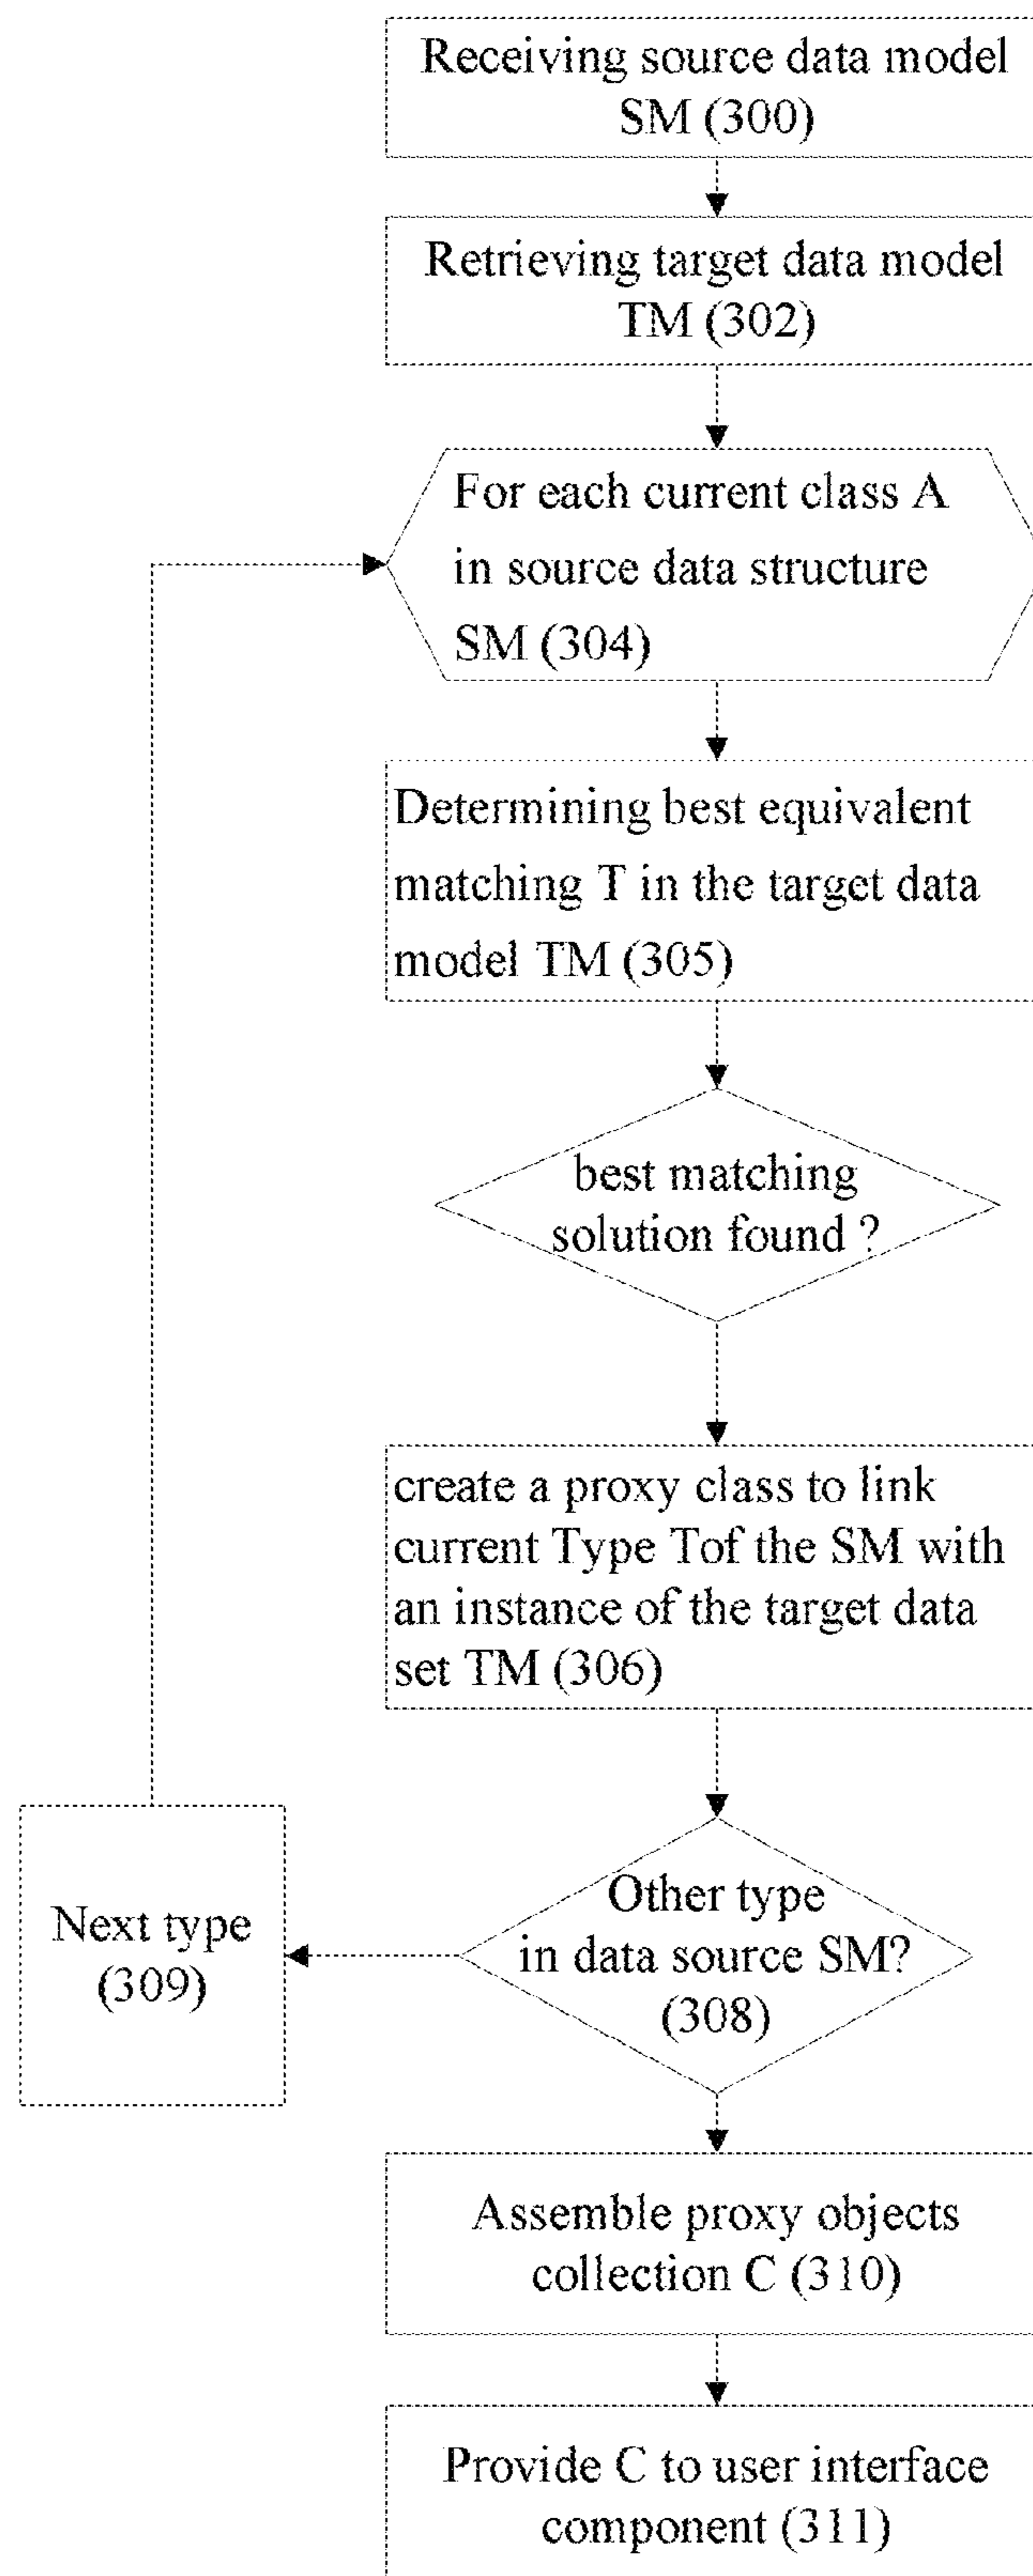 Receiving source data model
SM (300)
Retrieving target data model
TM (302)
For each current class A
in source data structure
SM (304)
Determining best equivalent
matching T in the target data
model TM (305)
best matching
solution found ?
create a proxy class to link
current Type Tof the SM with
an instance of the target data
set TM (306)
Other type
in data source SM?
(308)
Next type
(309)
Assemble proxy objects
collection C (310)
Provide C to user interface
component (311)